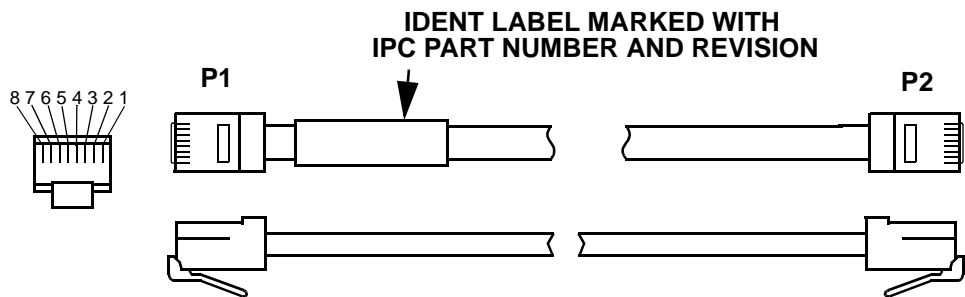 IDENT LABEL MARKED WITH
IPC PART NUMBER AND REVISION
P1
P2
8 7 6 5 4 3 2 1